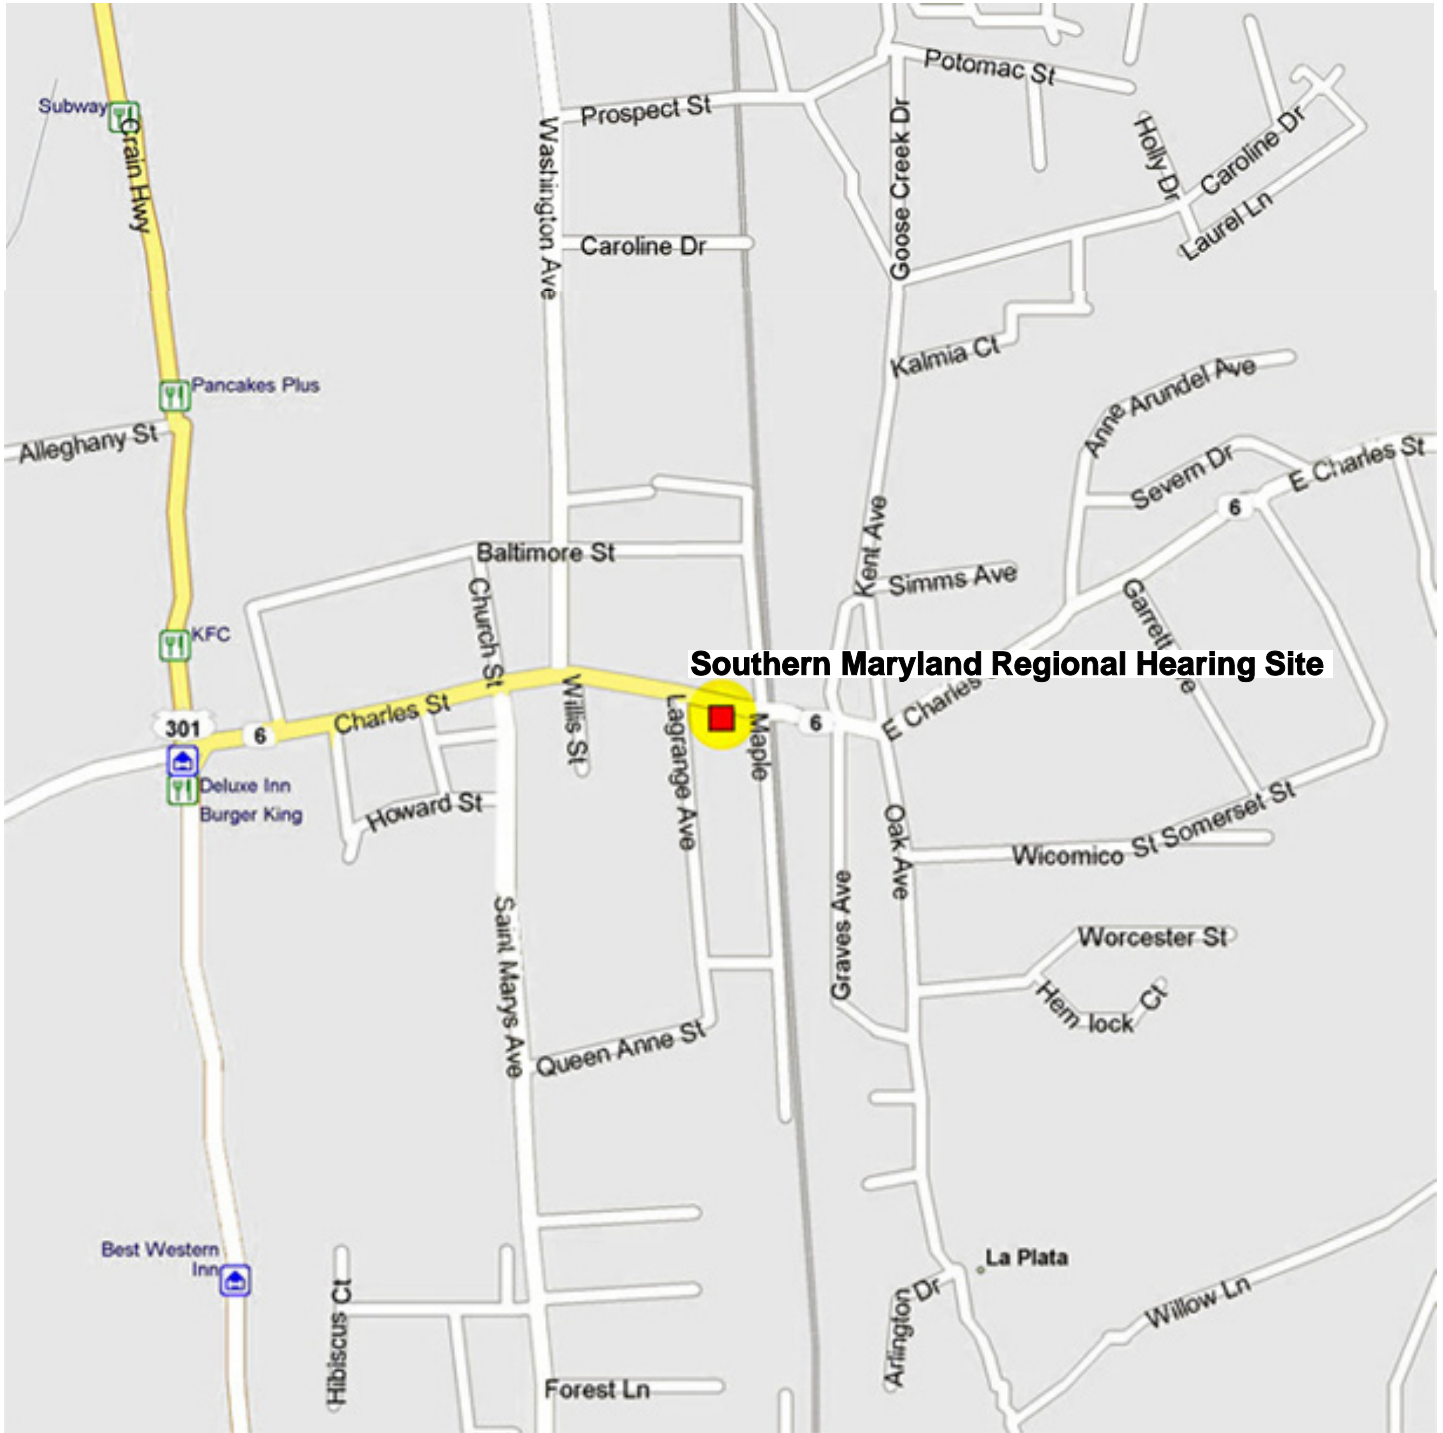 Potomac St
Subway
Prospect St
Crain Hwy
Washington Ave
Goose Creek Dr
Holly Dr
Caroline Dr
Laurel Ln
Caroline Dr
Kalmia Ct
Pancakes Plus
Anne Arundel Ave
Alleghany St
Severn Dr
E Charles St
6
Kent Ave
Baltimore St
Church St
Simms Ave
Garrett
KFC
Southern Maryland Regional Hearing Site
Willis St
Charles St
301
6
6
E Charles
Lagrange Ave
Maple
Deluxe Inn
Burger King
Howard St
Oak Ave
Wicomico St
Somerset St
Graves Ave
Saint Marys Ave
Worcester St
Hem lock Ct
Queen Anne St
Best Western
Inn
La Plata
Hibiscus Ct
Arlington Dr
Willow Ln
Forest Ln